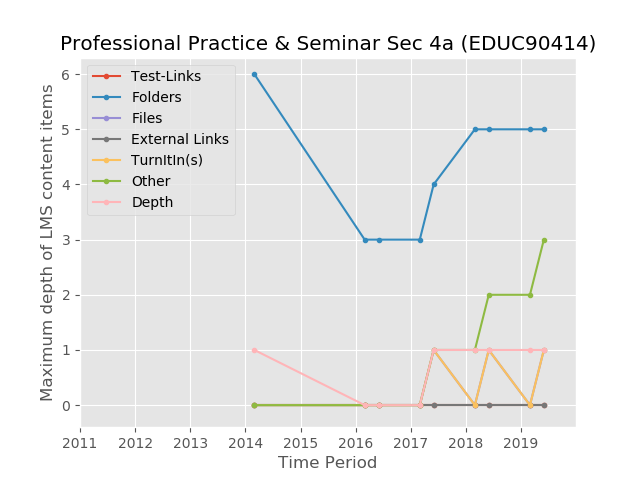 Professional Practice & Seminar Sec 4a (EDUC90414)
Test-Links
Folders
Files
External Links
TurnItIn(s)
Other
Depth
Maximum depth of LMS content items
6
5
4
3
2
1
0
2011 2012 2013 2014 2015 2016 2017 2018 2019
Time Period